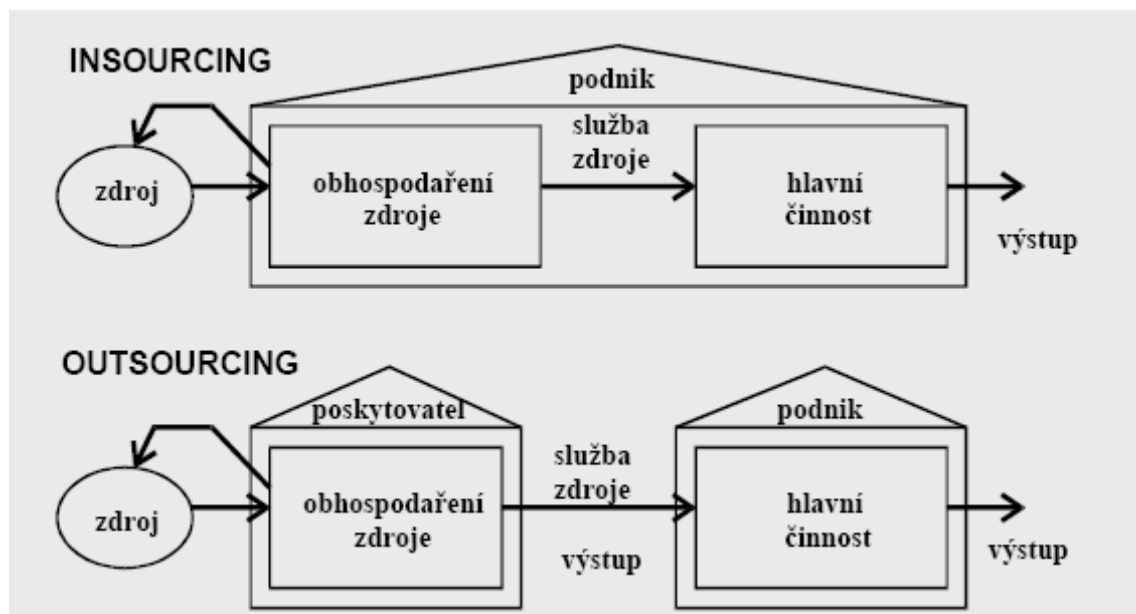 INSOURCING
podnik
služba
zdroje
zdroj
obhospodaření
zdroje
hlavní
činnost
výstup
OUTSOURCING
poskytovatel
podnik
služba
zdroje
zdroj
obhospodaření
zdroje
hlavní
činnost
výstup
výstup